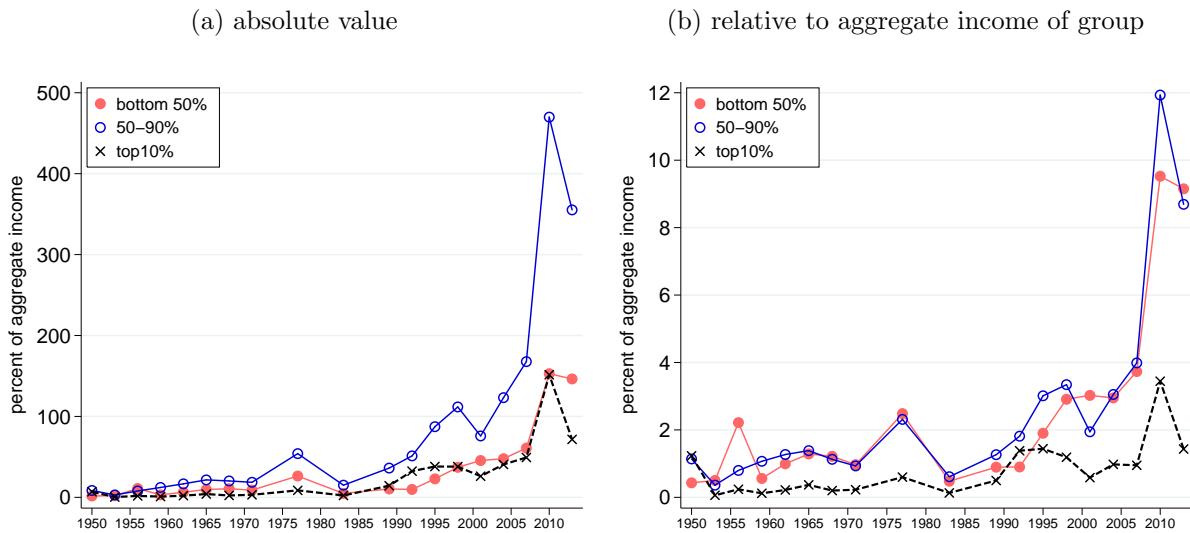 (a) absolute value
percent of aggregate income
500
400
300
200
100
0
bottom 50%
50–90%
top10%
1950 1955 1960 1965 1970 1975 1980 1985 1990 1995 2000 2005 2010
(b) relative to aggregate income of group
percent of aggregate income
12
10
8
6
4
2
0
bottom 50%
50–90%
top10%
1950 1955 1960 1965 1970 1975 1980 1985 1990 1995 2000 2005 2010